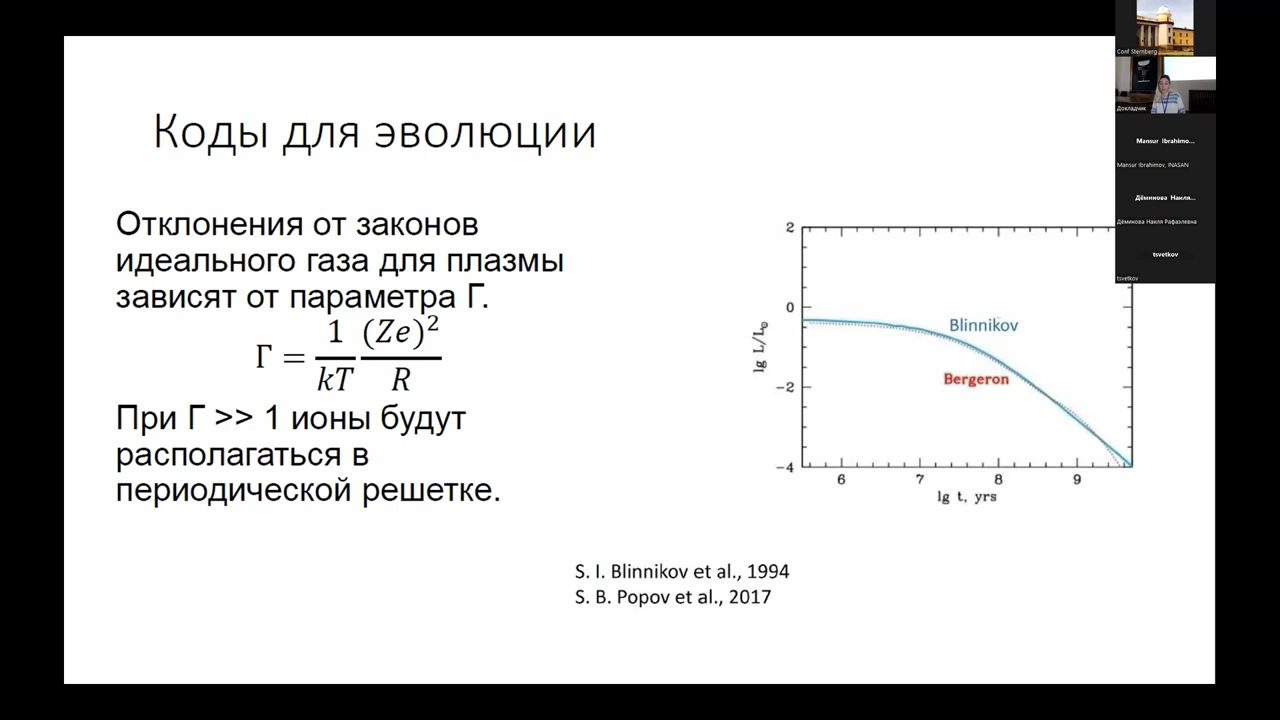 Коды для эволюции
Отклонения от законов
идеального газа для плазмы
зависят от параметра Г.
Γ = 1/kT (Ze)²/R
При Г >> 1 ионы будут
располагаться в
периодической решетке.
2
0
−2
−4
lg L/L⊙
Blinnikov
Bergeron
6 7 8 9
lg t, yrs
S. I. Blinnikov et al., 1994
S. B. Popov et al., 2017
Conf Sternberg
Докладчик
Mansur Ibrahimo...
Mansur Ibrahimov, INASAN
Дёминова Наиля...
Дёминова Наиля Рафаэлевна
tsvetkov
tsvetkov